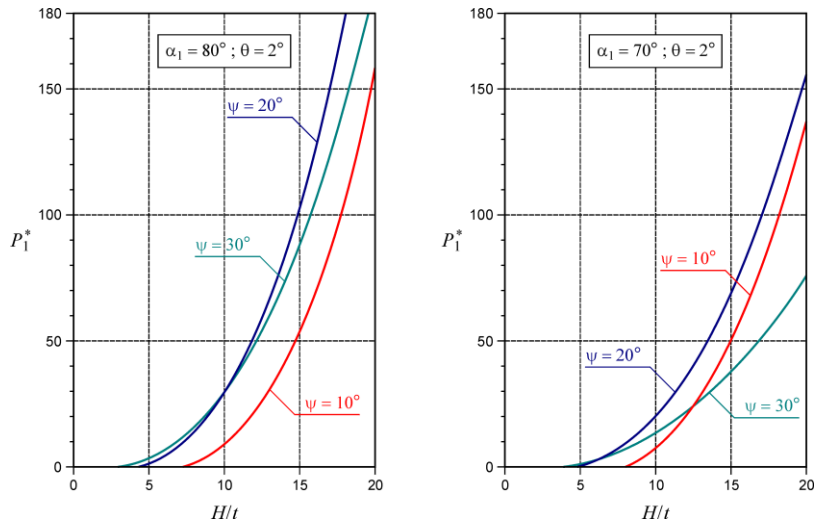 α₁ = 80° ; θ = 2°
180
150
100
50
0
P₁*
ψ = 20°
ψ = 30°
ψ = 10°
0 5 10 15 20
H/t
α₁ = 70° ; θ = 2°
180
150
100
50
0
P₁*
ψ = 10°
ψ = 20°
ψ = 30°
0 5 10 15 20
H/t